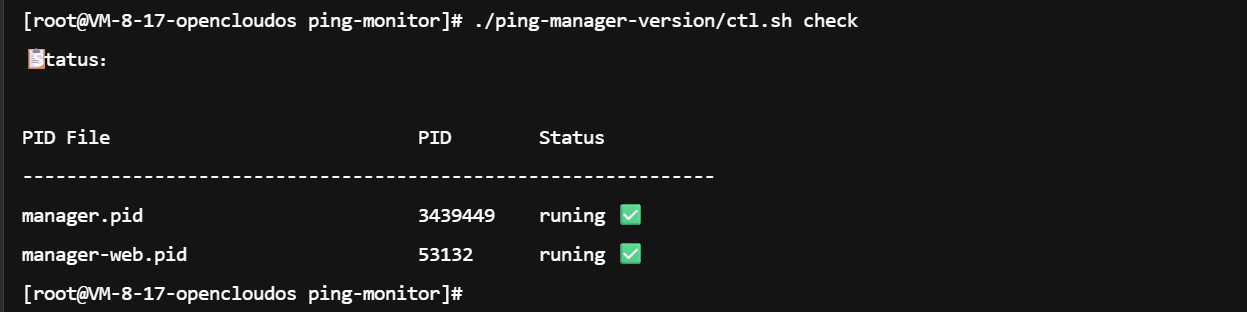 [root@VM-8-17-opencloudos ping-monitor]# ./ping-manager-version/ctl.sh check
📋tatus:
PID File PID Status
-----------------------------------------------------------------
manager.pid 3439449 runing ✅
manager-web.pid 53132 runing ✅
[root@VM-8-17-opencloudos ping-monitor]#